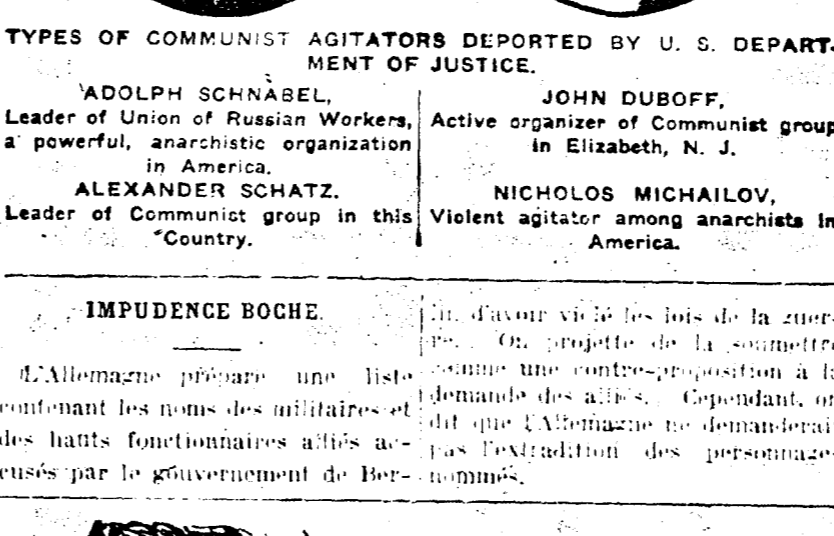 TYPES OF COMMUNIST AGITATORS DEPORTED BY U. S. DEPART-
MENT OF JUSTICE.
ADOLPH SCHNABEL,
Leader of Union of Russian Workers,
a powerful, anarchistic organization
in America.
ALEXANDER SCHATZ.
Leader of Communist group in this
Country.
JOHN DUBOFF,
Active organizer of Communist group
in Elizabeth, N. J.
NICHOLOS MICHAILOV,
Violent agitator among anarchists in
America.
IMPUDENCE BOCHE.
L'Allemagne prépare une liste
contenant les noms des militaires et
des hauts fonctionnaires alliés ac-
cusés par le gouvernement de Ber-
lin, d'avoir violé les lois de la guer-
re. On projette de la soumettre
comme une contre-proposition à la
demande des alliés. Cependant, on
dit que l'Allemagne ne demanderai
pas l'extradition des personnage
nommés.